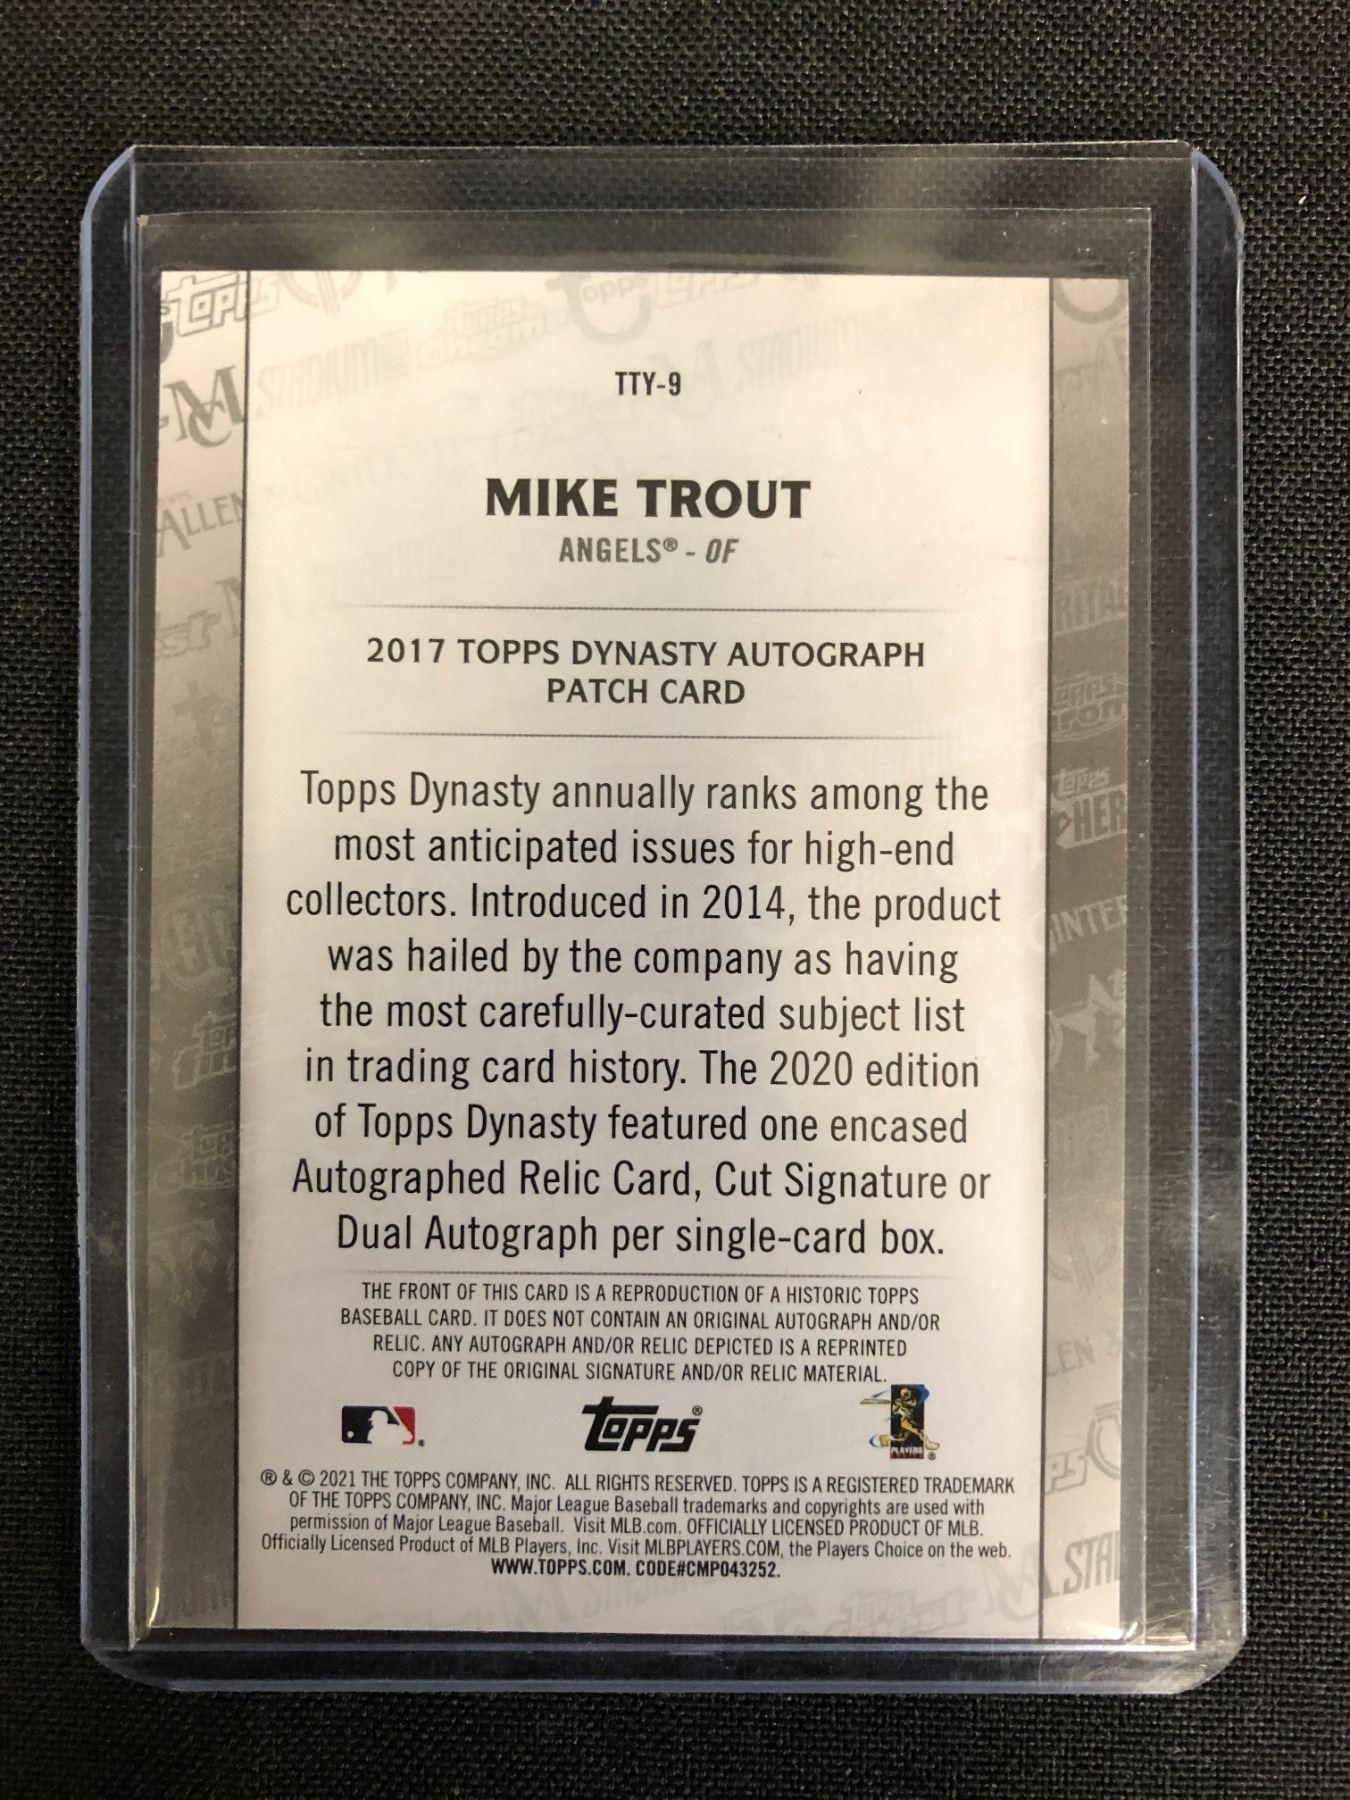 TTY-9
MIKE TROUT
ANGELS® - OF
2017 TOPPS DYNASTY AUTOGRAPH
PATCH CARD
Topps Dynasty annually ranks among the
most anticipated issues for high-end
collectors. Introduced in 2014, the product
was hailed by the company as having
the most carefully-curated subject list
in trading card history. The 2020 edition
of Topps Dynasty featured one encased
Autographed Relic Card, Cut Signature or
Dual Autograph per single-card box.
THE FRONT OF THIS CARD IS A REPRODUCTION OF A HISTORIC TOPPS
BASEBALL CARD. IT DOES NOT CONTAIN AN ORIGINAL AUTOGRAPH AND/OR
RELIC. ANY AUTOGRAPH AND/OR RELIC DEPICTED IS A REPRINTED
COPY OF THE ORIGINAL SIGNATURE AND/OR RELIC MATERIAL.
Topps® PLAYERS
® & © 2021 THE TOPPS COMPANY, INC. ALL RIGHTS RESERVED. TOPPS IS A REGISTERED TRADEMARK
OF THE TOPPS COMPANY, INC. Major League Baseball trademarks and copyrights are used with
permission of Major League Baseball. Visit MLB.com. OFFICIALLY LICENSED PRODUCT OF MLB.
Officially Licensed Product of MLB Players, Inc. Visit MLBPLAYERS.COM, the Players Choice on the web.
WWW.TOPPS.COM. CODE#CMP043252.